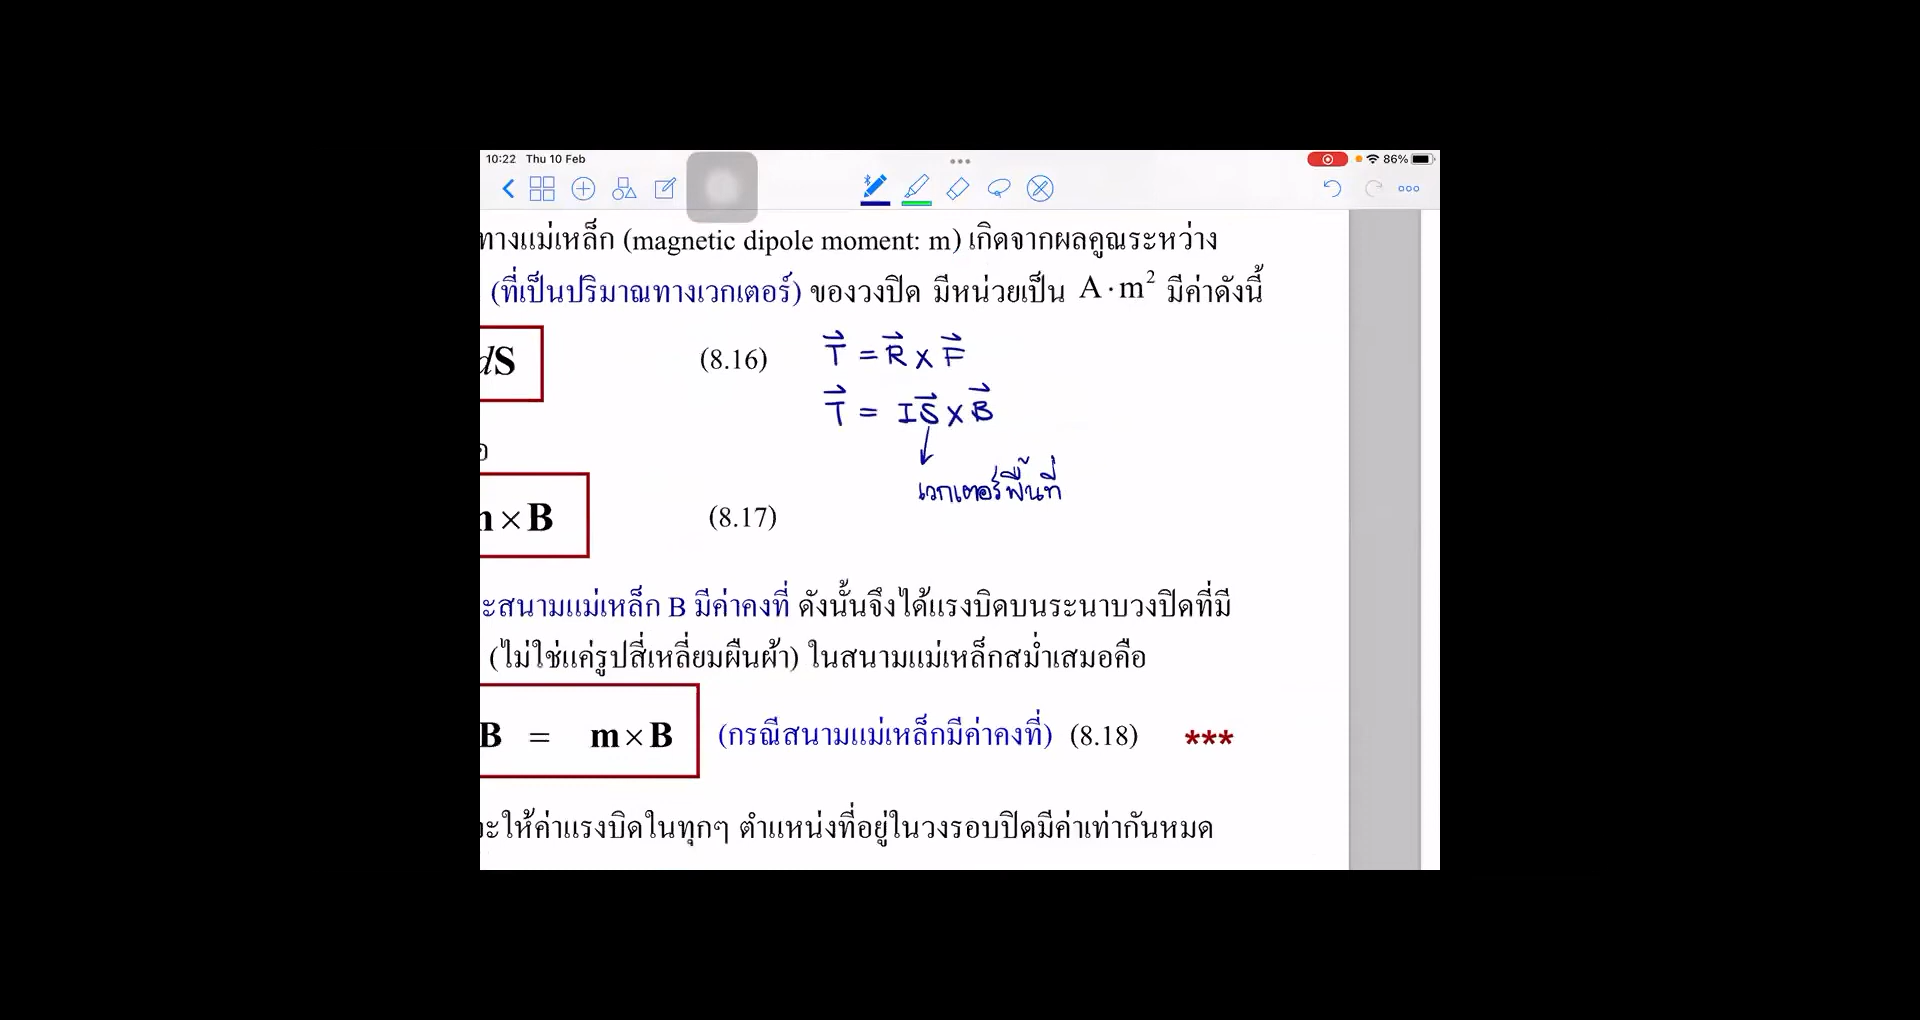 10:22 Thu 10 Feb 86%
ทางแม่เหล็ก (magnetic dipole moment: m) เกิดจากผลคูณระหว่าง
(ที่เป็นปริมาณทางเวกเตอร์) ของวงปิด มีหน่วยเป็น A·m² มีค่าดังนี้
dS (8.16)
T⃗ = R⃗ × F⃗
T⃗ = IS⃗ × B⃗
เวกเตอร์พื้นที่
× B (8.17)
สนามแม่เหล็ก B มีค่าคงที่ ดังนั้นจึงได้แรงบิดบนระนาบวงปิดที่มี
(ไม่ใช่แค่รูปสี่เหลี่ยมผืนผ้า) ในสนามแม่เหล็กสม่ำเสมอคือ
B = m × B (กรณีสนามแม่เหล็กมีค่าคงที่) (8.18) ***
ให้ค่าแรงบิดในทุกๆ ตำแหน่งที่อยู่ในวงรอบปิดมีค่าเท่ากันหมด